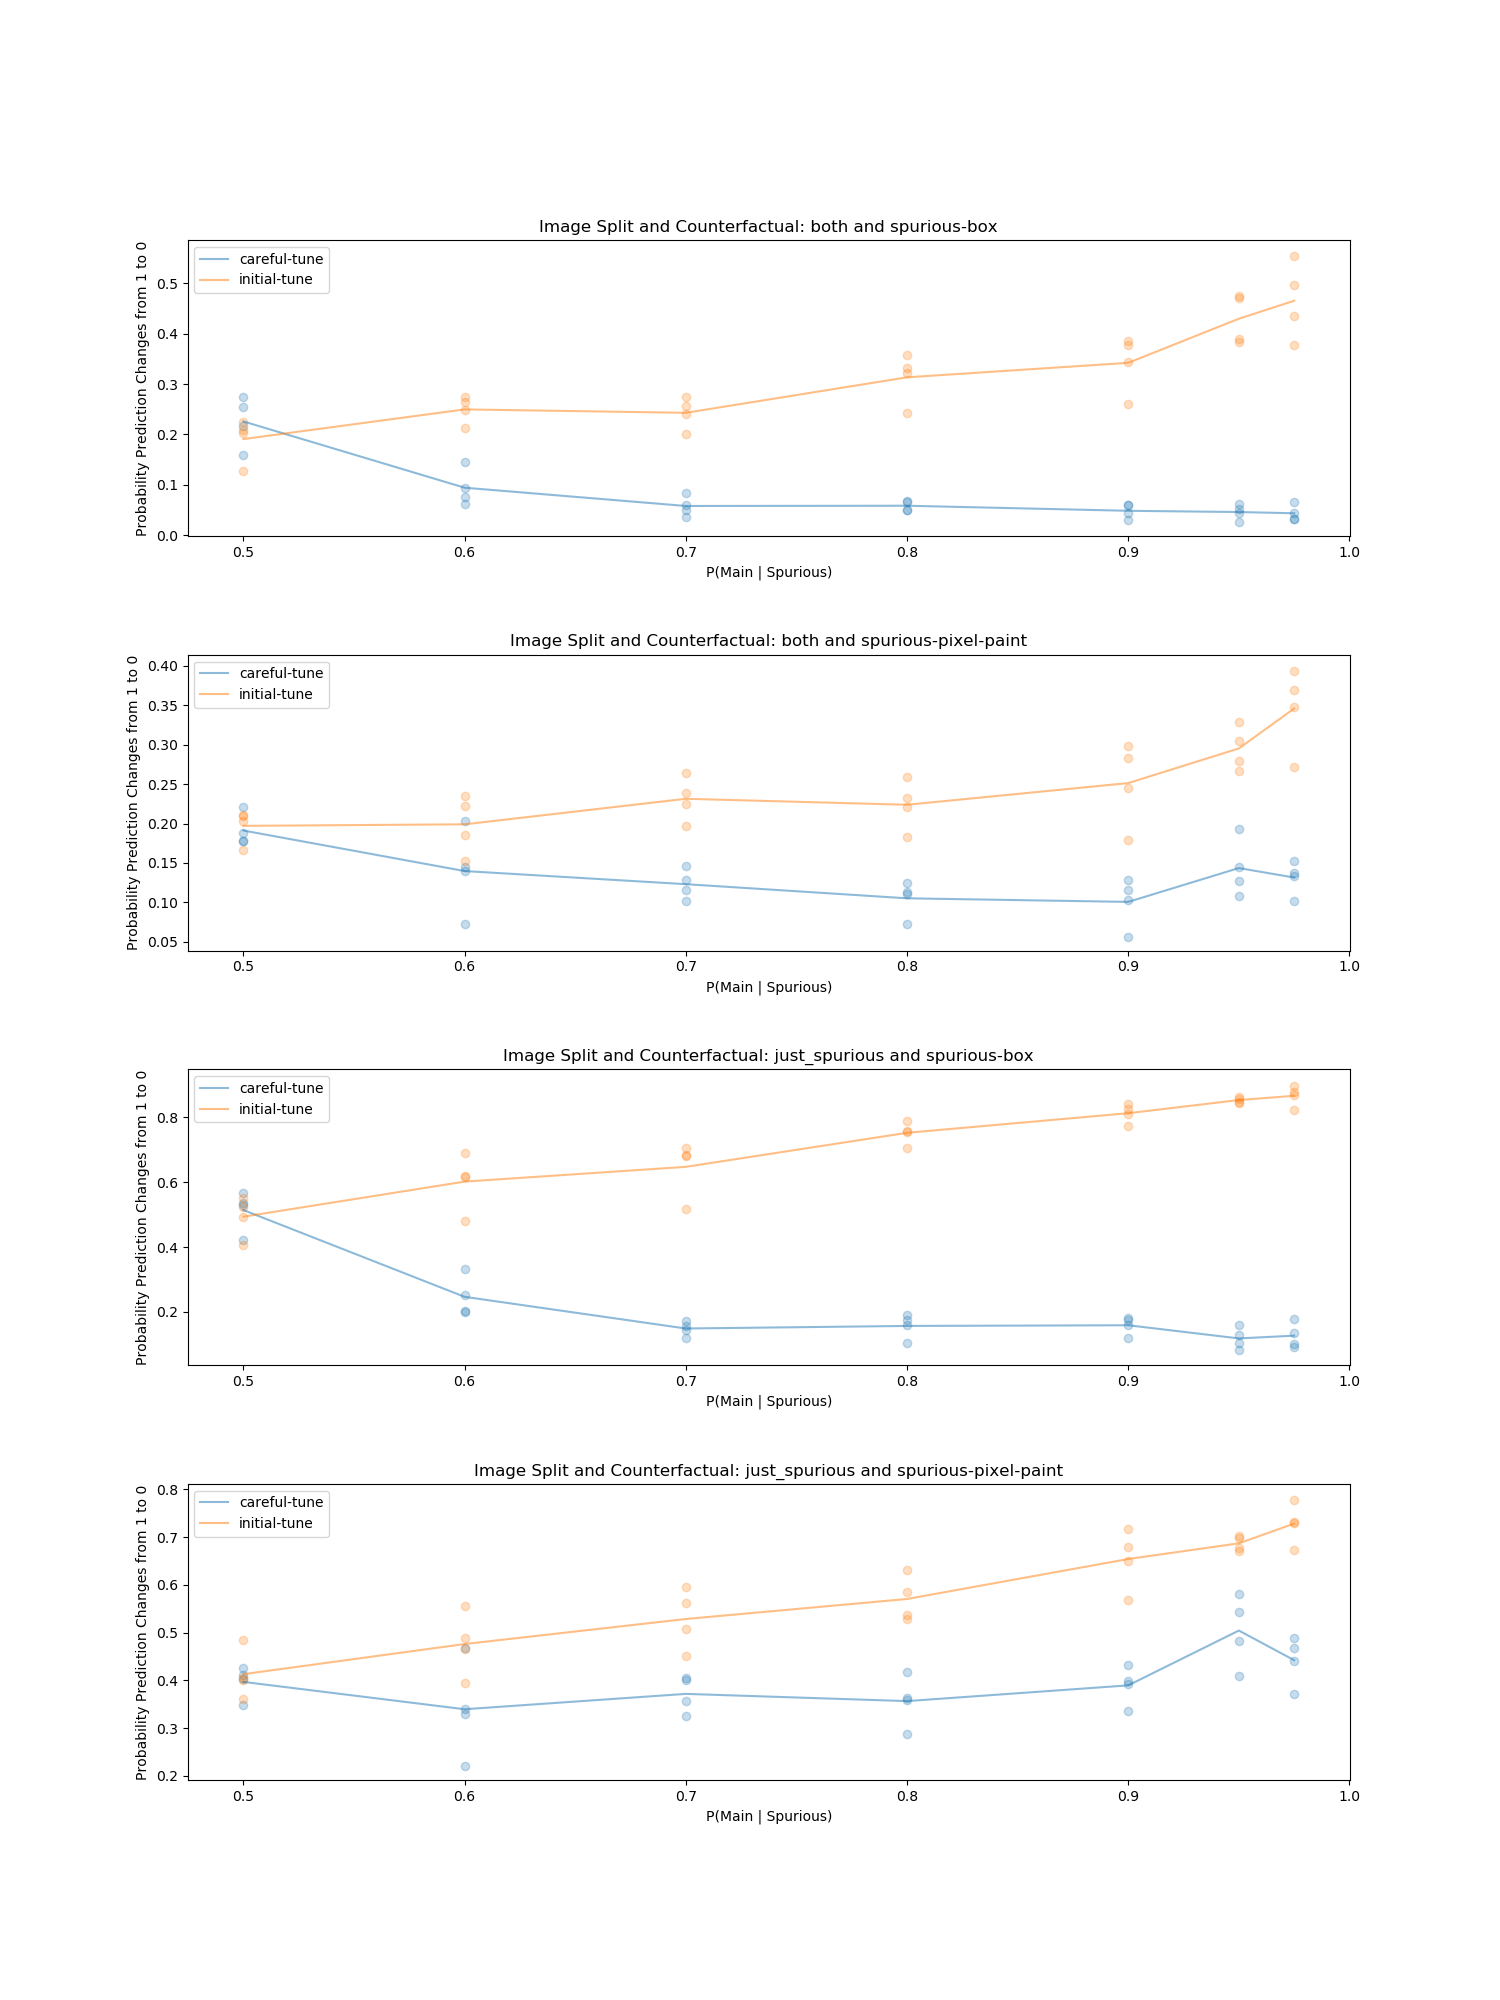 Image Split and Counterfactual: both and spurious-box
Probability Prediction Changes from 1 to 0
careful-tune
initial-tune
0.5
0.4
0.3
0.2
0.1
0.0
0.5 0.6 0.7 0.8 0.9 1.0
P(Main | Spurious)
Image Split and Counterfactual: both and spurious-pixel-paint
Probability Prediction Changes from 1 to 0
careful-tune
initial-tune
0.40
0.35
0.30
0.25
0.20
0.15
0.10
0.05
0.5 0.6 0.7 0.8 0.9 1.0
P(Main | Spurious)
Image Split and Counterfactual: just_spurious and spurious-box
Probability Prediction Changes from 1 to 0
careful-tune
initial-tune
0.8
0.6
0.4
0.2
0.5 0.6 0.7 0.8 0.9 1.0
P(Main | Spurious)
Image Split and Counterfactual: just_spurious and spurious-pixel-paint
Probability Prediction Changes from 1 to 0
careful-tune
initial-tune
0.8
0.7
0.6
0.5
0.4
0.3
0.2
0.5 0.6 0.7 0.8 0.9 1.0
P(Main | Spurious)